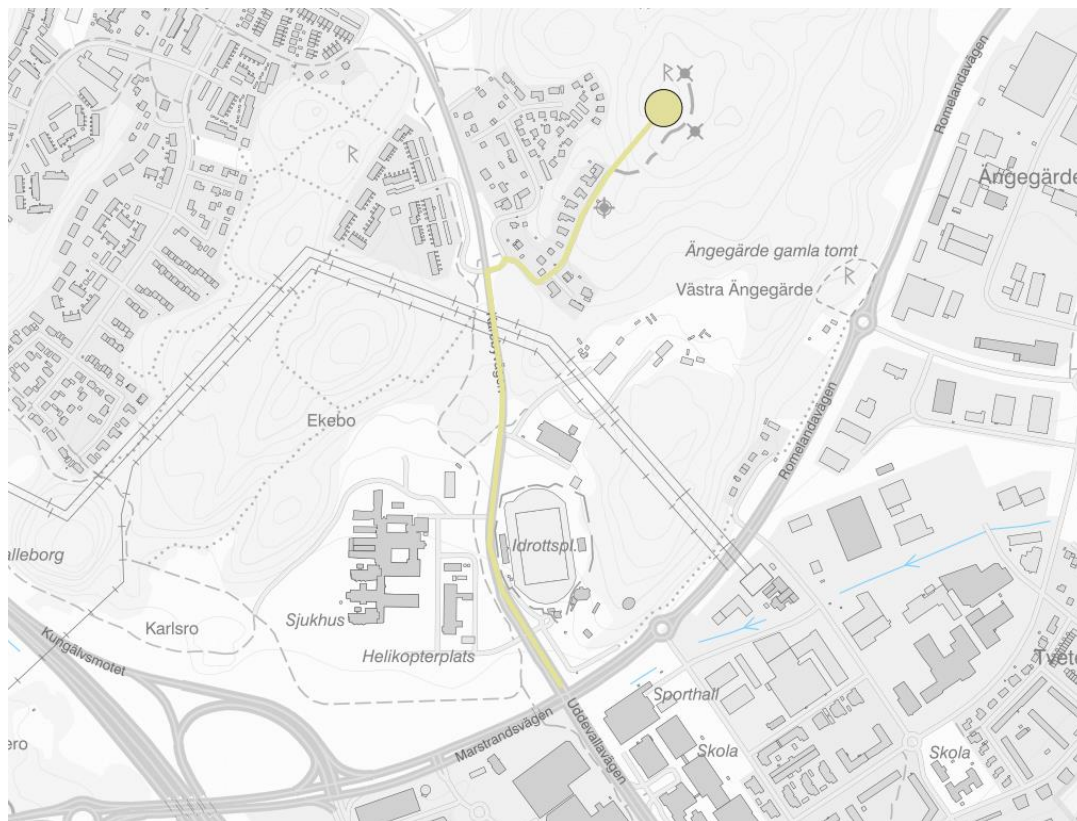 Romelandavägen
Ängegärde
Ängegärde gamla tomt
Västra Ängegärde
Romelandavägen
Ekebo
Idrottspl.
alleborg
Karlsro
Sjukhus
Helikopterplats
Kungälvsmotet
Tvete
Sporthall
Uddevallavägen
Marstrandsvägen
Skola
Skola
ero